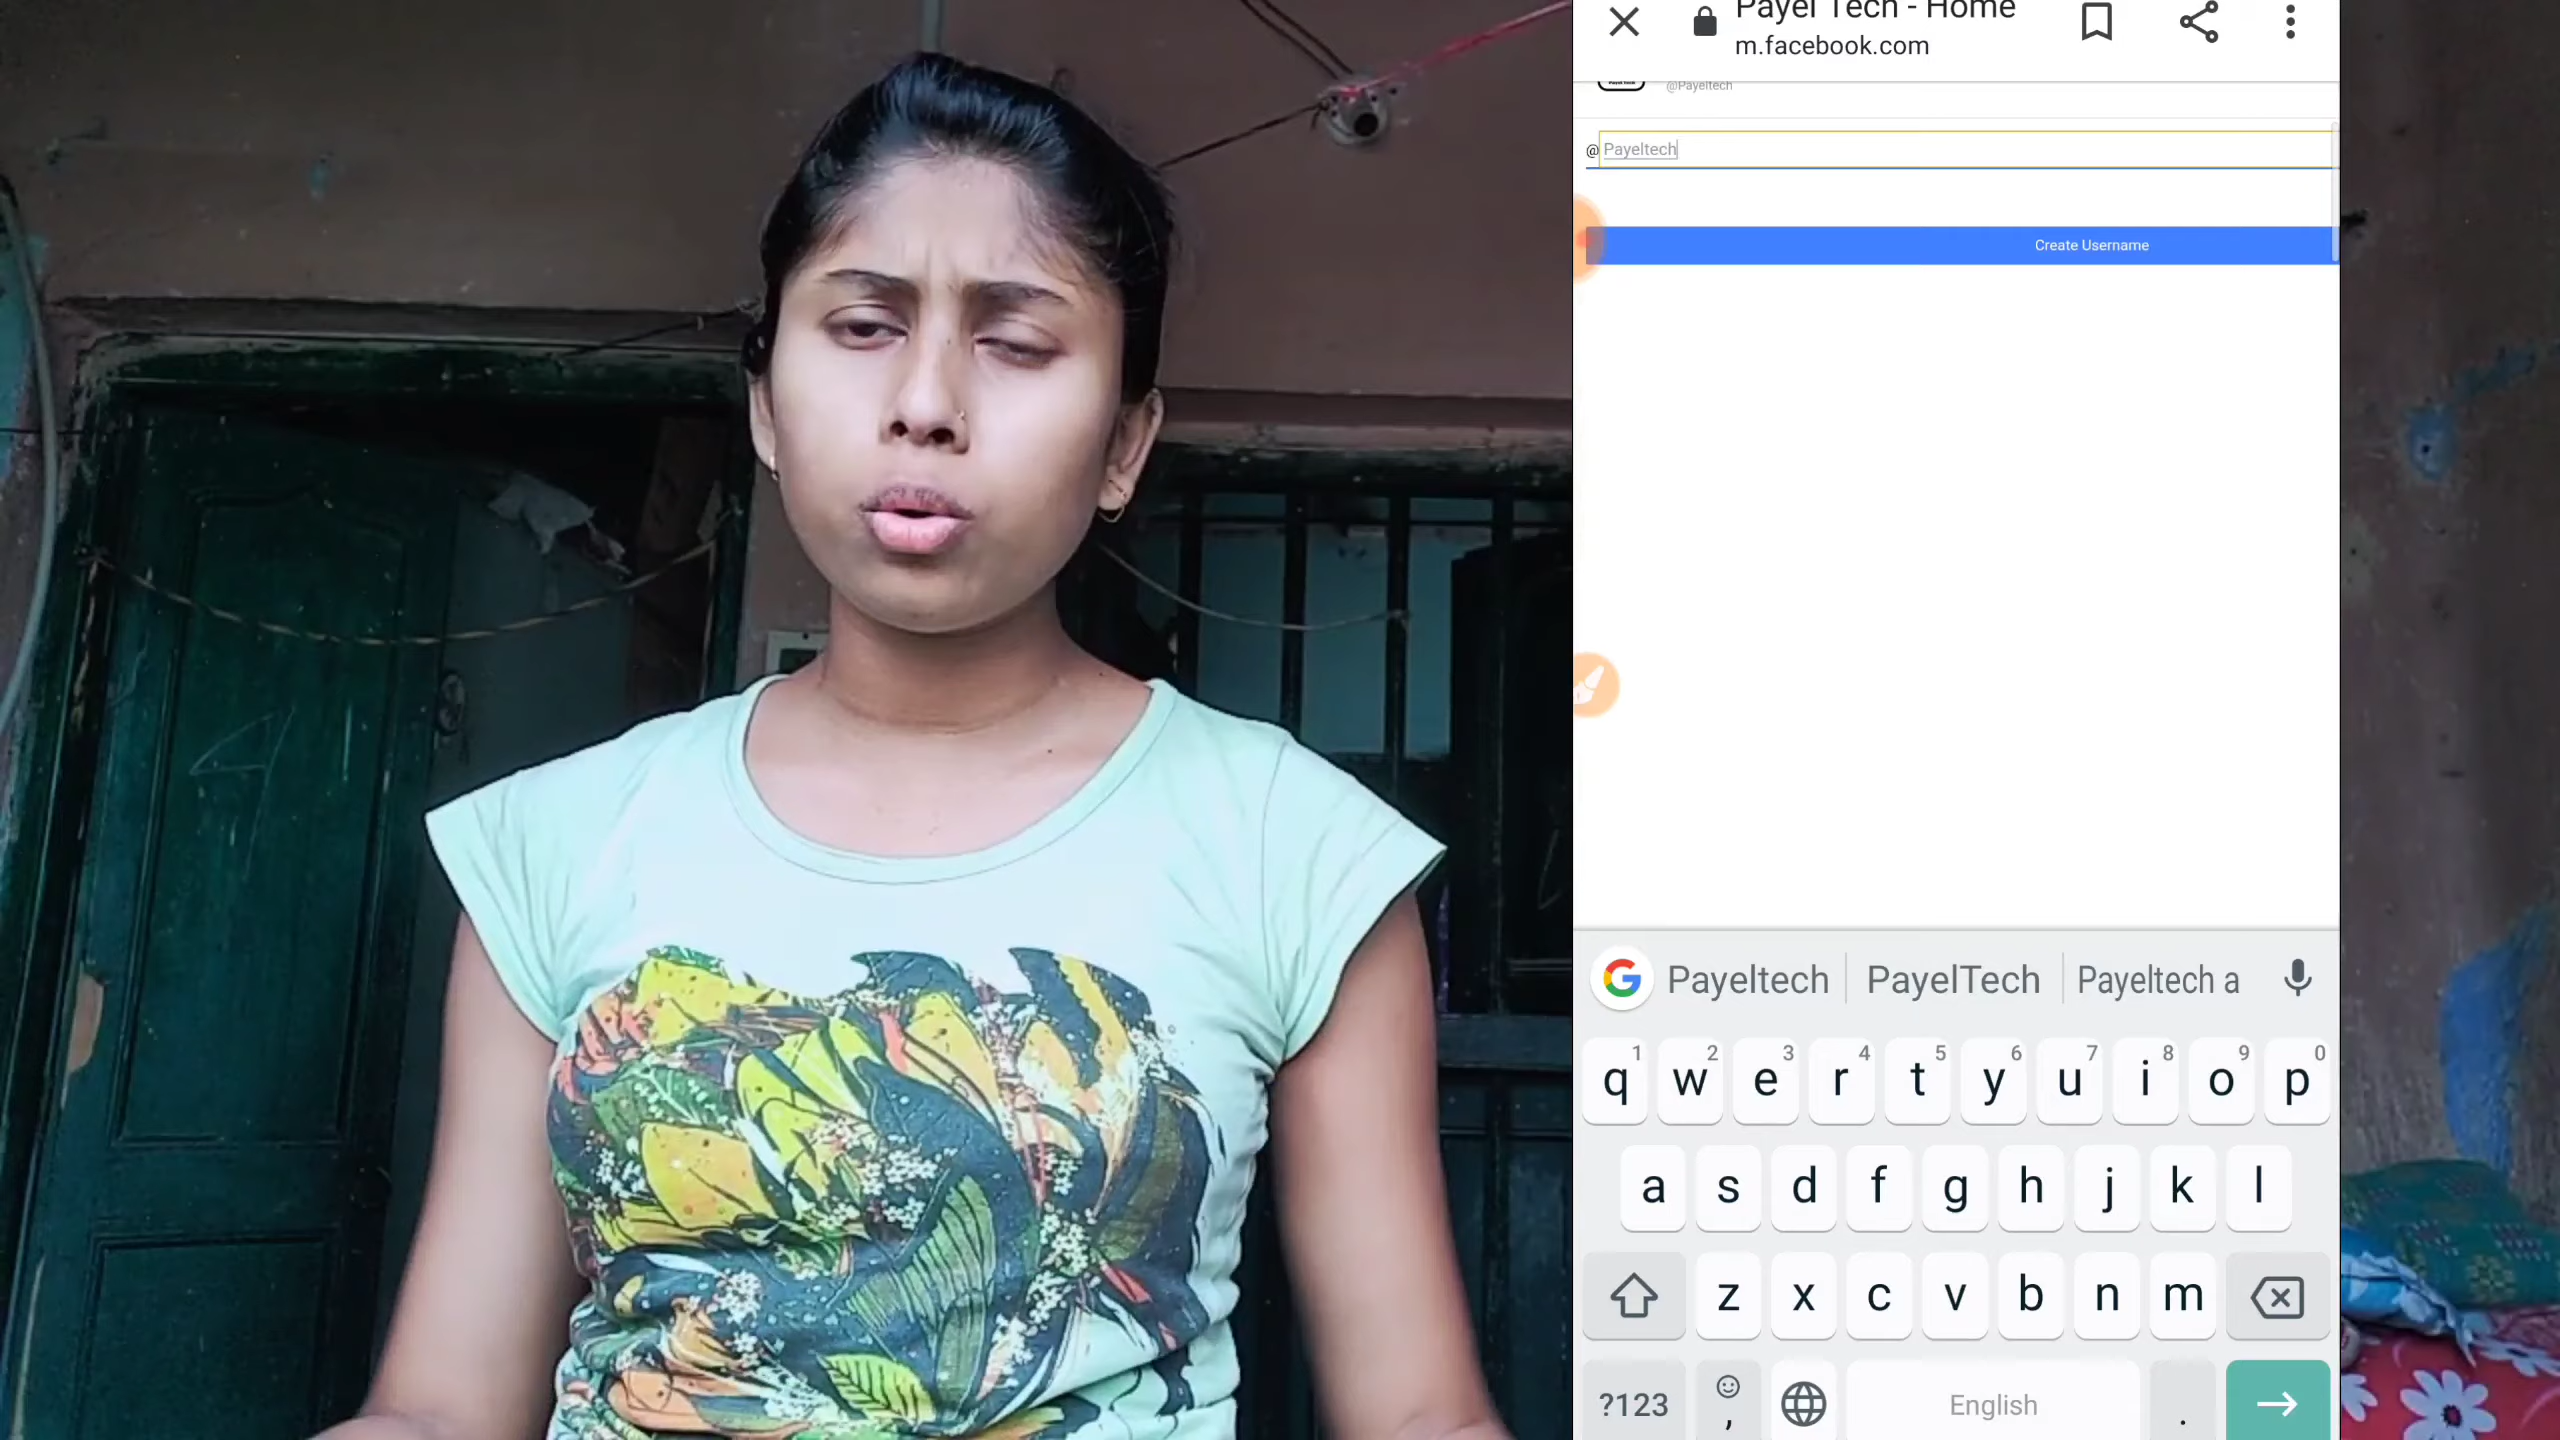 Payel Tech - Home
m.facebook.com
@Payeltech
@ Payeltech
Create Username
Payeltech PayelTech Payeltech a
1 2 3 4 5 6 7 8 9 0
q w e r t y u i o p
a s d f g h j k l
z x c v b n m
?123 , English .